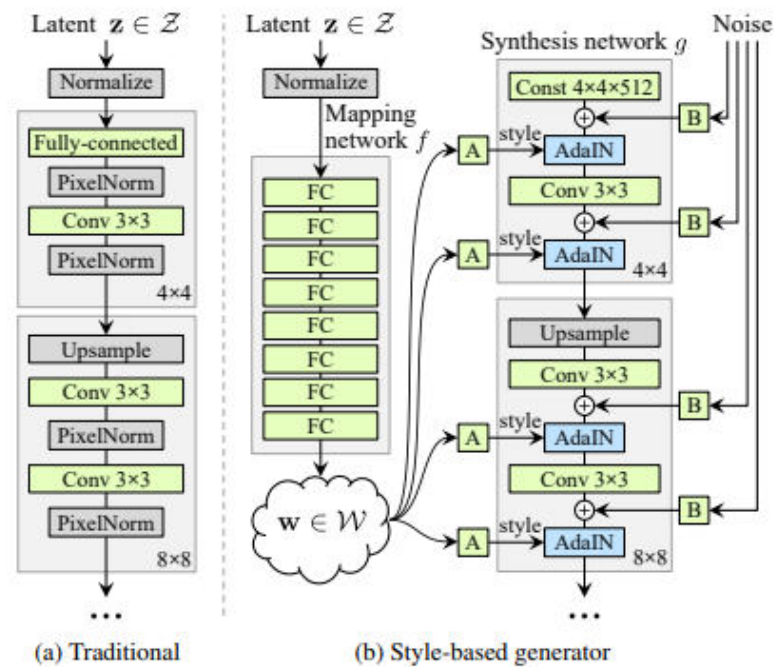 Latent z ∈ Z
Normalize
Fully-connected
PixelNorm
Conv 3×3
PixelNorm
4×4
Upsample
Conv 3×3
PixelNorm
Conv 3×3
PixelNorm
8×8
...
(a) Traditional
Latent z ∈ Z
Normalize
Mapping
network f
FC
FC
FC
FC
FC
FC
FC
FC
w ∈ W
A
style
A
style
A
style
A
style
Synthesis network g
Noise
Const 4×4×512
B
AdaIN
Conv 3×3
B
AdaIN
4×4
Upsample
Conv 3×3
B
AdaIN
Conv 3×3
B
AdaIN
8×8
...
(b) Style-based generator